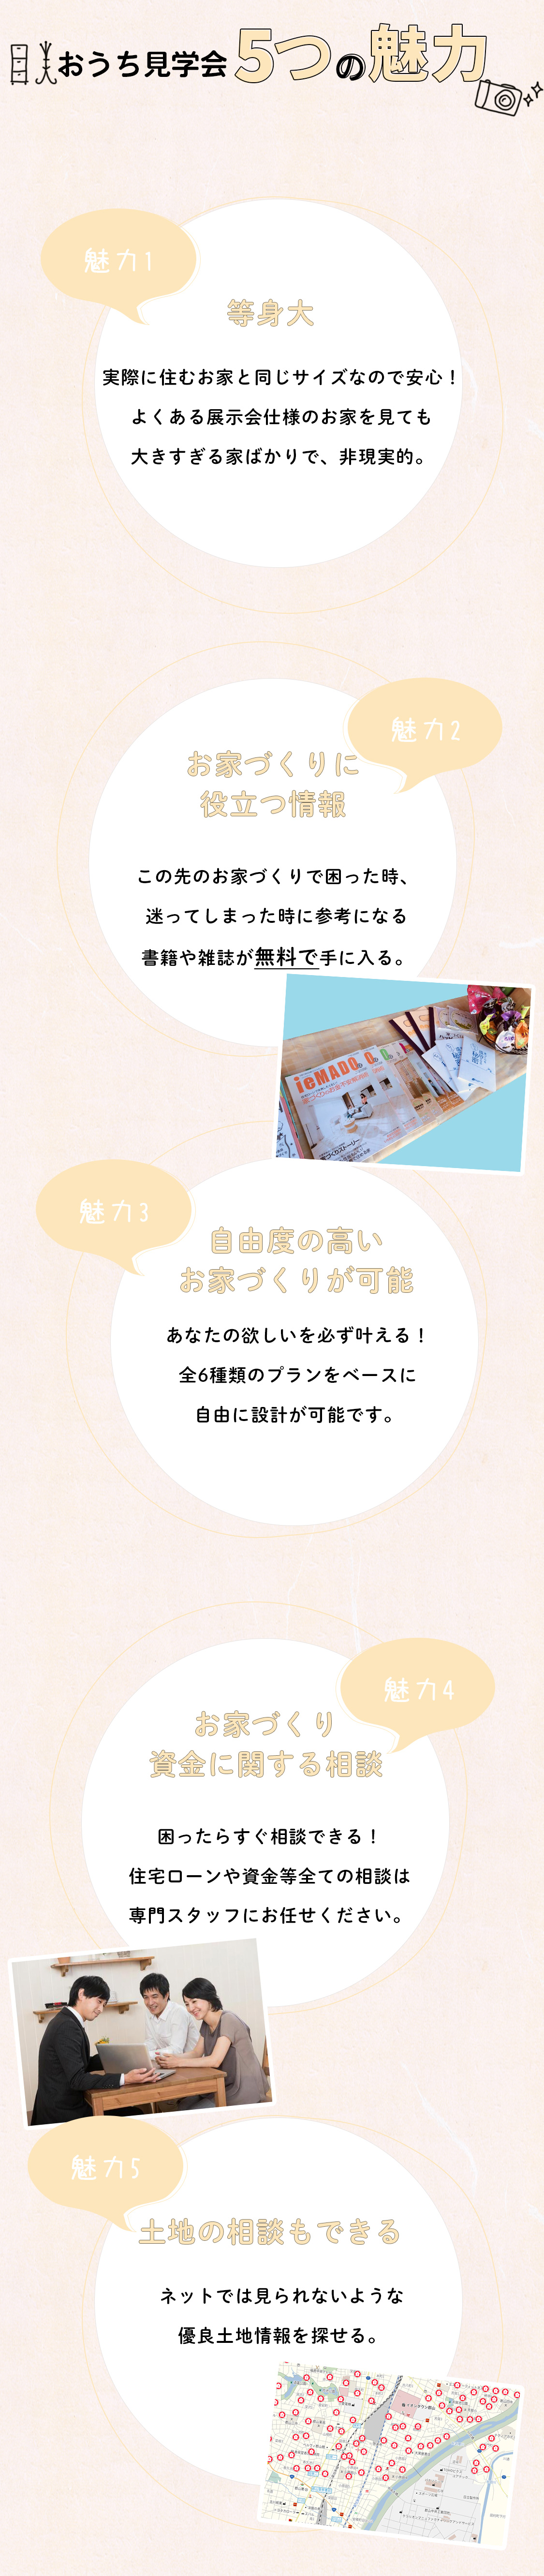 おうち見学会 5つの魅力
魅力1
等身大
実際に住むお家と同じサイズなので安心！
よくある展示会仕様のお家を見ても
大きすぎる家ばかりで、非現実的。
魅力2
お家づくりに
役立つ情報
この先のお家づくりで困った時、
迷ってしまった時に参考になる
書籍や雑誌が無料で手に入る。
ieMADO
魅力3
自由度の高い
お家づくりが可能
あなたの欲しいを必ず叶える！
全6種類のプランをベースに
自由に設計が可能です。
魅力4
お家づくり
資金に関する相談
困ったらすぐ相談できる！
住宅ローンや資金等全ての相談は
専門スタッフにお任せください。
魅力5
土地の相談もできる
ネットでは見られないような
優良土地情報を探せる。